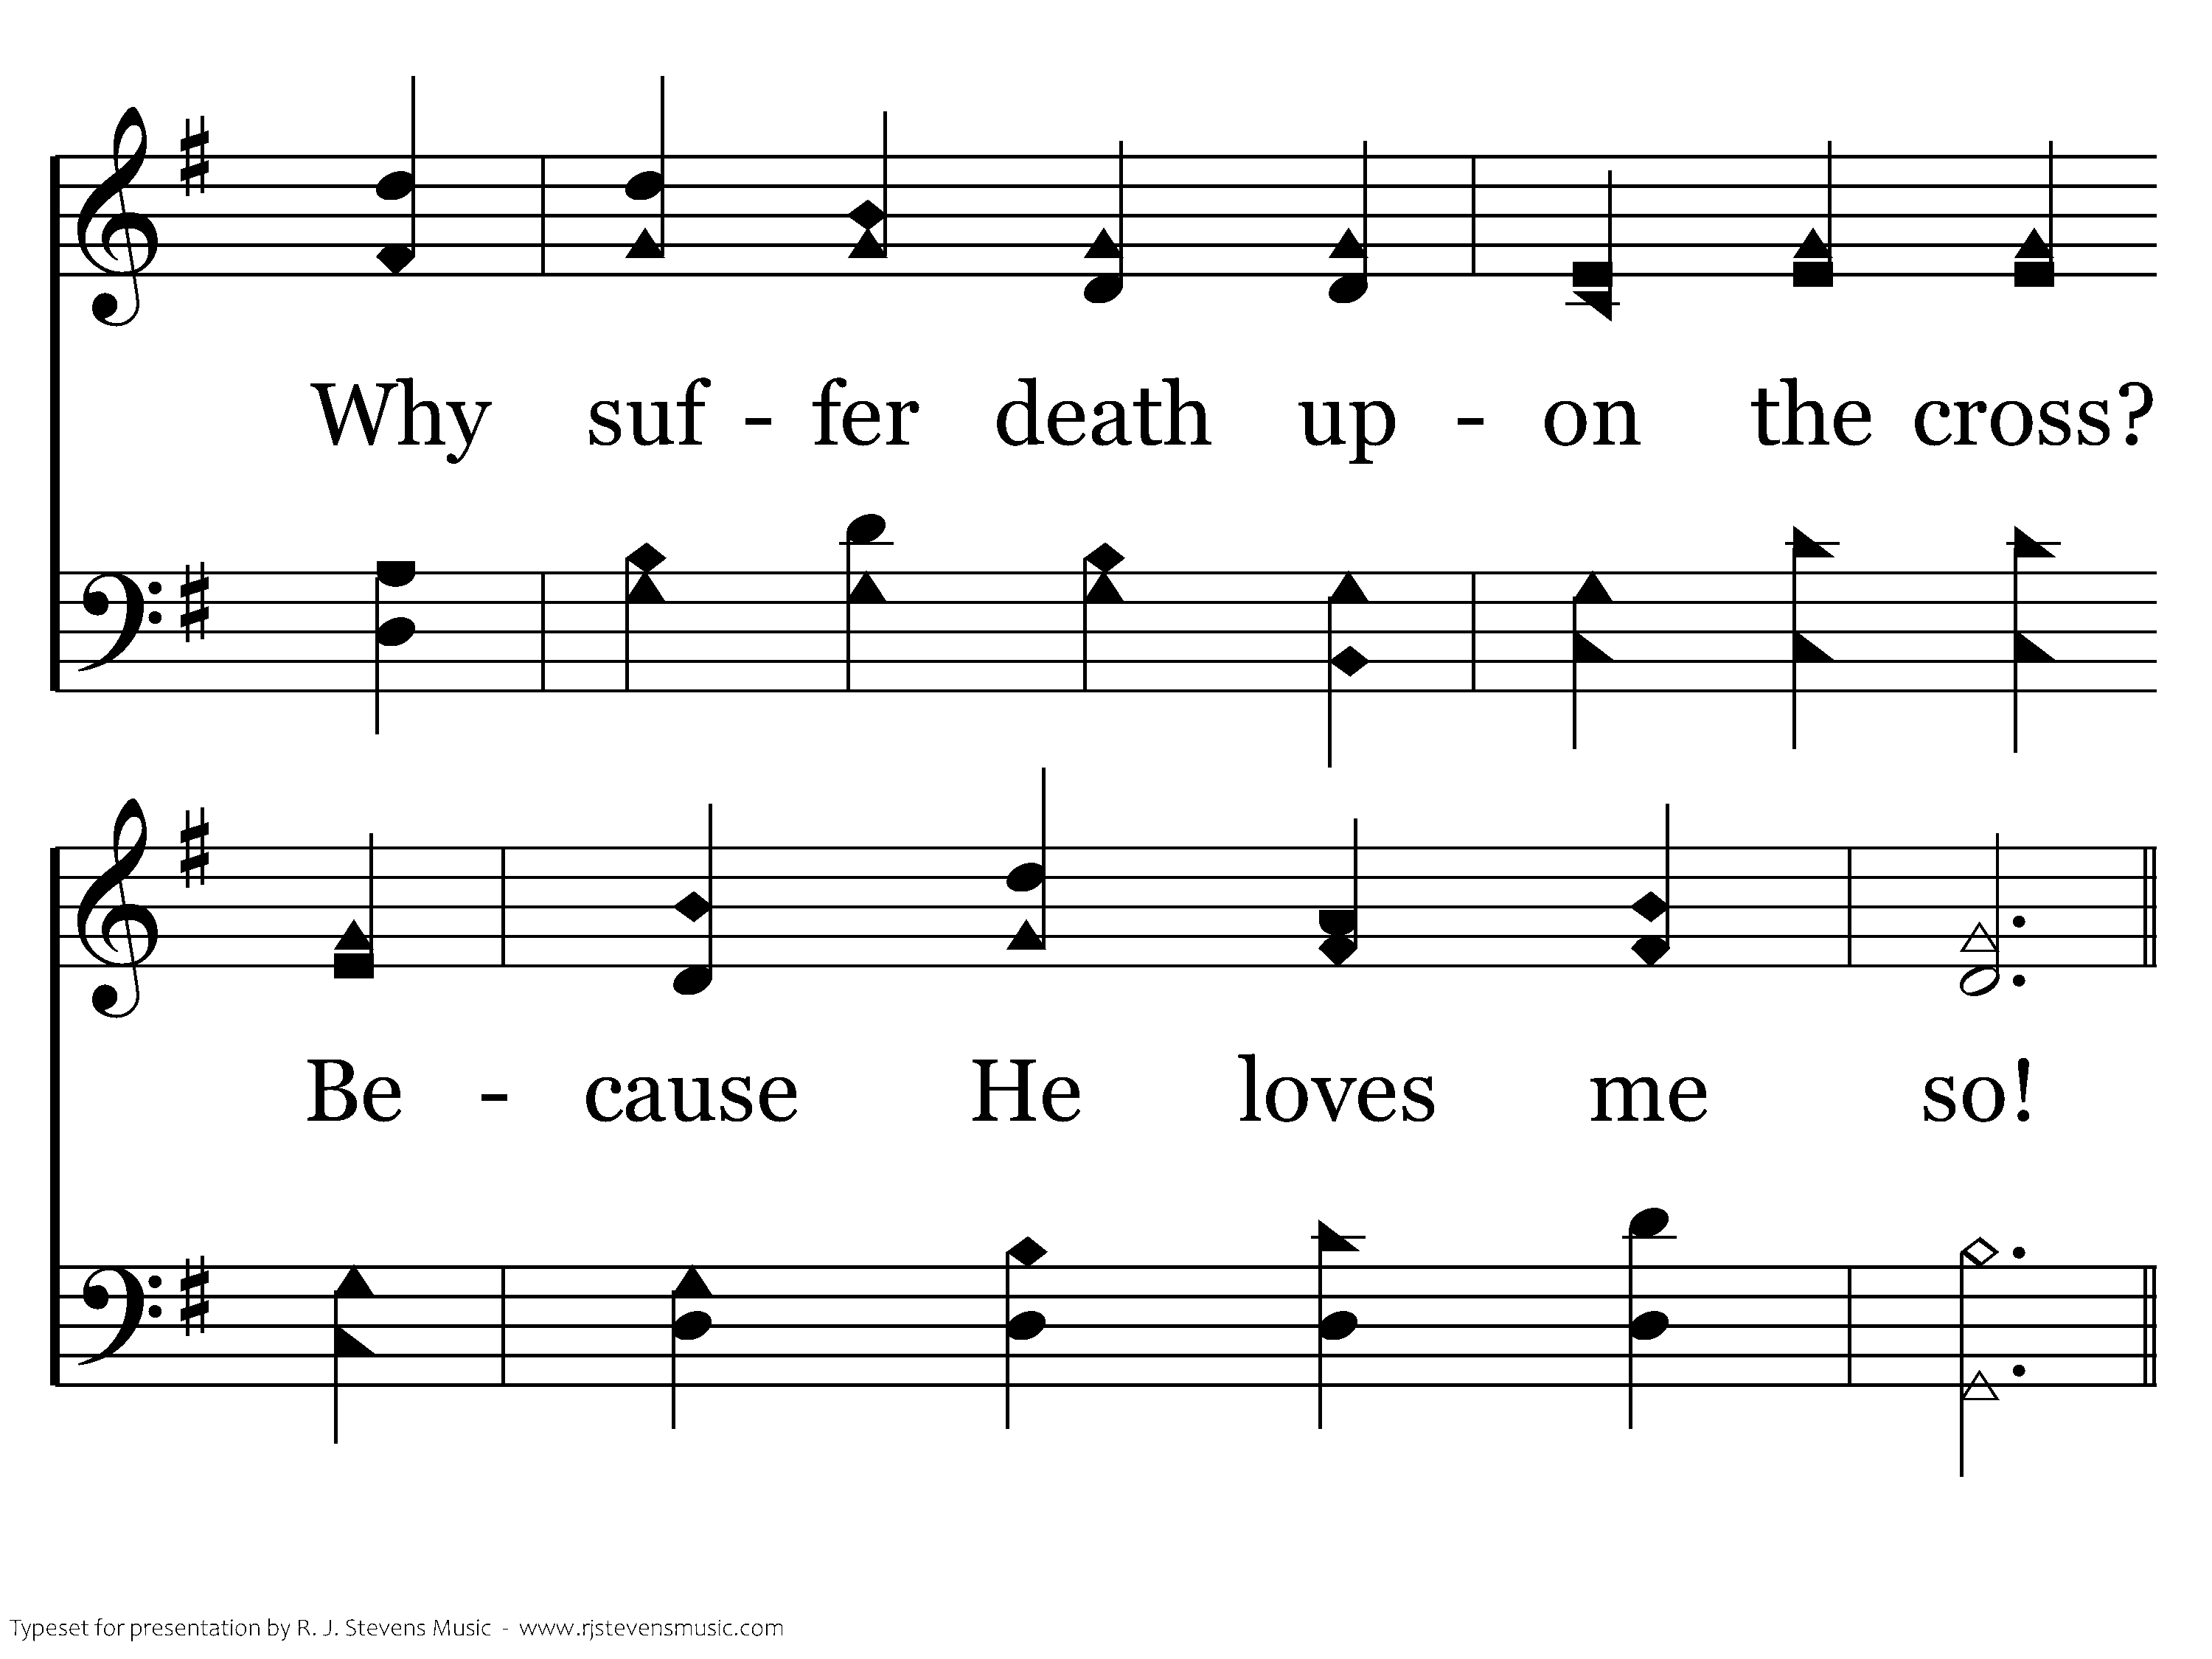 Why suf - fer death up - on the cross?
Be - cause He loves me so!
Typeset for presentation by R. J. Stevens Music - www.rjstevensmusic.com